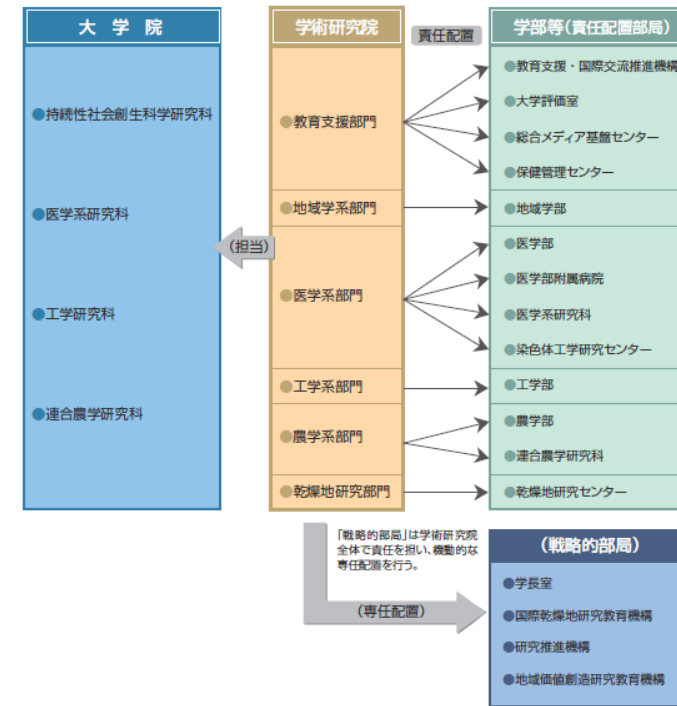 大学院
●持続性社会創生科学研究科
●医学系研究科
●工学研究科
●連合農学研究科
(担当)
学術研究院
●教育支援部門
●地域学系部門
●医学系部門
●工学系部門
●農学系部門
●乾燥地研究部門
責任配置
学部等(責任配置部局)
●教育支援・国際交流推進機構
●大学評価室
●総合メディア基盤センター
●保健管理センター
●地域学部
●医学部
●医学部附属病院
●医学系研究科
●染色体工学研究センター
●工学部
●農学部
●連合農学研究科
●乾燥地研究センター
「戦略的部局」は学術研究院
全体で責任を担い、機動的な
専任配置を行う。
(専任配置)
(戦略的部局)
●学長室
●国際乾燥地研究教育機構
●研究推進機構
●地域価値創造研究教育機構